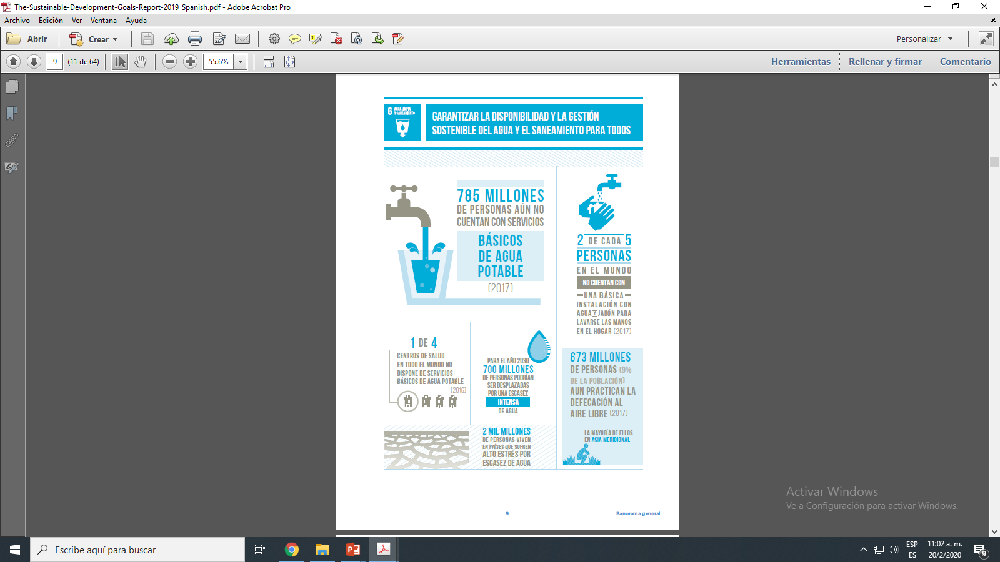 The-Sustainable-Development-Goals-Report-2019_Spanish.pdf - Adobe Acrobat Pro
Archivo Edición Ver Ventana Ayuda
Abrir Crear Personalizar
9 (11 de 64) 55.6% Herramientas Rellenar y firmar Comentario
6 AGUA LIMPIA
Y SANEAMIENTO
GARANTIZAR LA DISPONIBILIDAD Y LA GESTIÓN
SOSTENIBLE DEL AGUA Y EL SANEAMIENTO PARA TODOS
785 MILLONES
DE PERSONAS AÚN NO
CUENTAN CON SERVICIOS
BÁSICOS
DE AGUA
POTABLE
(2017)
2 DE CADA 5
PERSONAS
EN EL MUNDO
NO CUENTAN CON
UNA BÁSICA
INSTALACIÓN CON
AGUA Y JABÓN PARA
LAVARSE LAS MANOS
EN EL HOGAR (2017)
1 DE 4
CENTROS DE SALUD
EN TODO EL MUNDO NO
DISPONE DE SERVICIOS
BÁSICOS DE AGUA POTABLE
(2016)
PARA EL AÑO 2030
700 MILLONES
DE PERSONAS PODRÍAN
SER DESPLAZADAS
POR UNA ESCASEZ
INTENSA
DE AGUA
673 MILLONES
DE PERSONAS (9%
DE LA POBLACIÓN)
AUN PRACTICAN LA
DEFECACIÓN AL
AIRE LIBRE (2017)
LA MAYORÍA DE ELLOS
EN ASIA MERIDIONAL
2 MIL MILLONES
DE PERSONAS VIVEN
EN PAÍSES QUE SUFREN
ALTO ESTRÉS POR
ESCASEZ DE AGUA
9 Panorama general
Activar Windows
Ve a Configuración para activar Windows.
Escribe aquí para buscar
ESP
ES
11:02 a. m.
20/2/2020
9